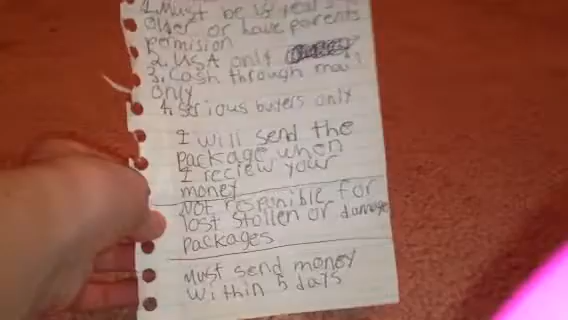 1. Must be 18 years
older or have parents
permision
2. USA only
3. Cash through mail
only
4. serious buyers only
I will send the
package when
I reciew your
money
Not responible for
lost stollen or damage
packages
Must send money
within 5 days